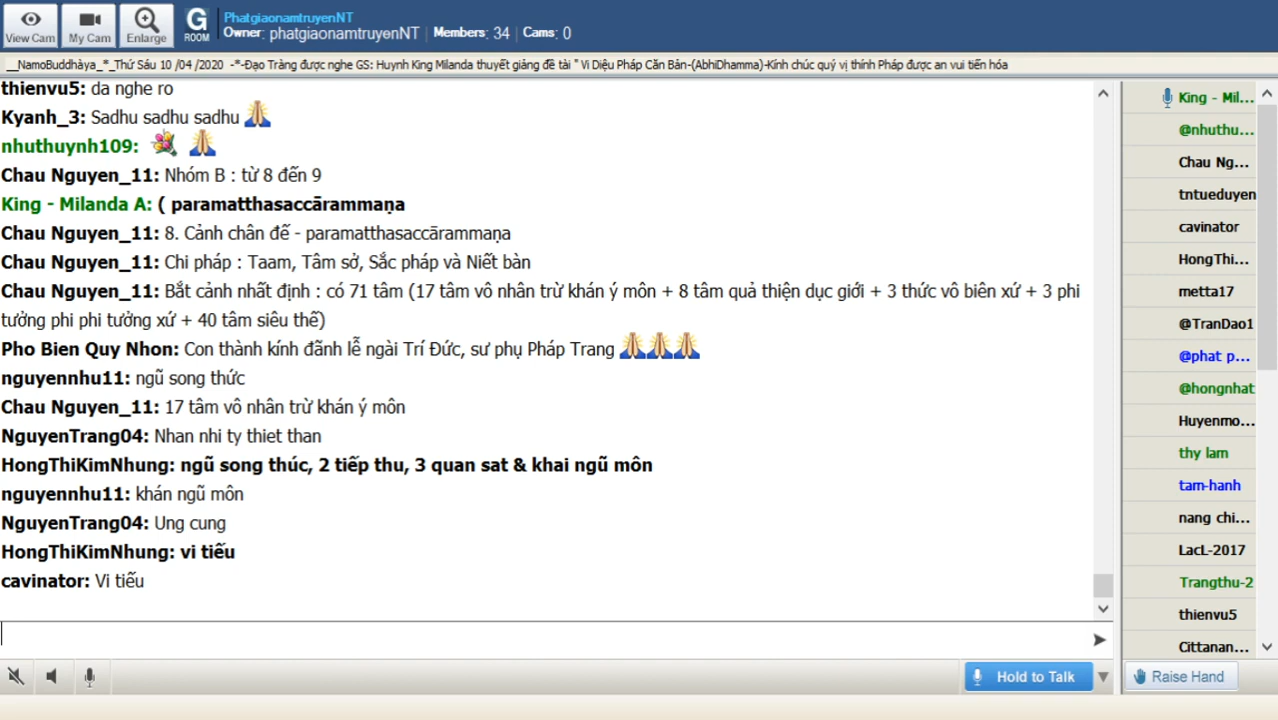 View Cam
My Cam
Enlarge
G
ROOM
PhatgiaonamtruyenNT
Owner: phatgiaonamtruyenNT | Members: 34 | Cams: 0
__NamoBuddhàya_*_Thứ Sáu 10 /04 /2020 -*-Đạo Tràng được nghe GS: Huynh King Milanda thuyết giảng đề tài " Vi Diệu Pháp Căn Bản-(AbhiDhamma)-Kính chúc quý vị thính Pháp được an vui tiến hóa
thienvu5: da nghe ro
Kyanh_3: Sadhu sadhu sadhu
nhuthuynh109:
Chau Nguyen_11: Nhóm B : từ 8 đến 9
King - Milanda A: ( paramatthasaccārammaṇa
Chau Nguyen_11: 8. Cảnh chân đế - paramatthasaccārammaṇa
Chau Nguyen_11: Chi pháp : Taam, Tâm sở, Sắc pháp và Niết bàn
Chau Nguyen_11: Bắt cảnh nhất định : có 71 tâm (17 tâm vô nhân trừ khán ý môn + 8 tâm quả thiện dục giới + 3 thức vô biên xứ + 3 phi
tưởng phi phi tưởng xứ + 40 tâm siêu thế)
Pho Bien Quy Nhon: Con thành kính đãnh lễ ngài Trí Đức, sư phụ Pháp Trang
nguyennhu11: ngũ song thức
Chau Nguyen_11: 17 tâm vô nhân trừ khán ý môn
NguyenTrang04: Nhan nhi ty thiet than
HongThiKimNhung: ngũ song thúc, 2 tiếp thu, 3 quan sat & khai ngũ môn
nguyennhu11: khán ngũ môn
NguyenTrang04: Ung cung
HongThiKimNhung: vi tiếu
cavinator: Vi tiếu
Hold to Talk
King - Mil...
@nhuthu...
Chau Ng...
tntueduyen
cavinator
HongThi...
metta17
@TranDao1
@phat p...
@hongnhat
Huyenmo...
thy lam
tam-hanh
nang chi...
LacL-2017
Trangthu-2
thienvu5
Cittanan...
Raise Hand